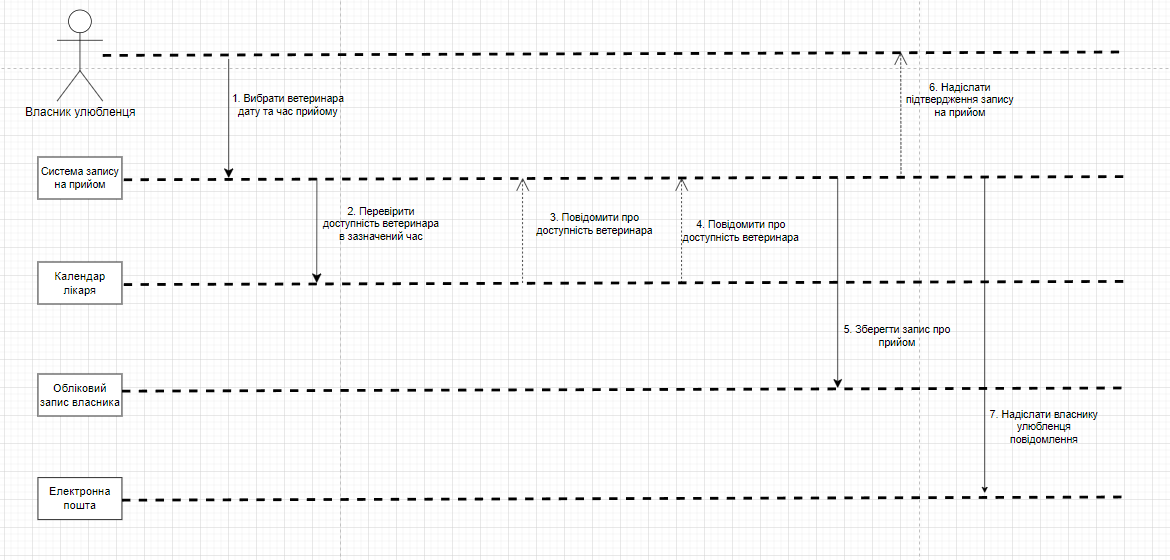 Власник улюбленця
1. Вибрати ветеринара
дату та час прийому
6. Надіслати
підтвердження запису
на прийом
Система запису
на прийом
2. Перевірити
доступність ветеринара
в зазначений час
3. Повідомити про
доступність ветеринара
4. Повідомити про
доступність ветеринара
Календар
лікаря
5. Зберегти запис про
прийом
Обліковий
запис власника
7. Надіслати власнику
улюбленця
повідомлення
Електронна
пошта